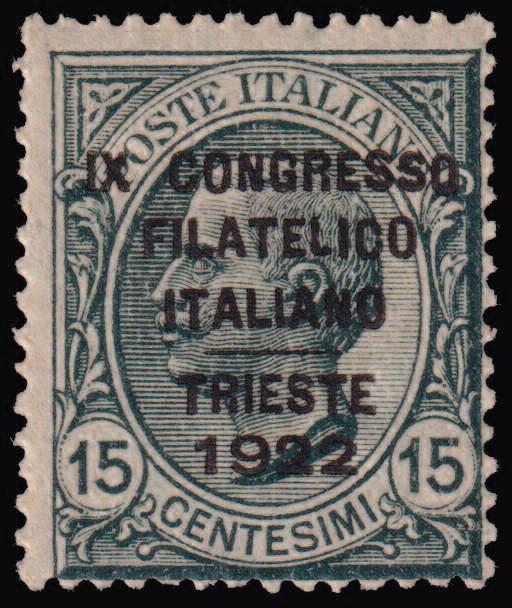 POSTE ITALIANE
IX CONGRESSO
FILATELICO
ITALIANO
TRIESTE
1922
15 15
CENTESIMI